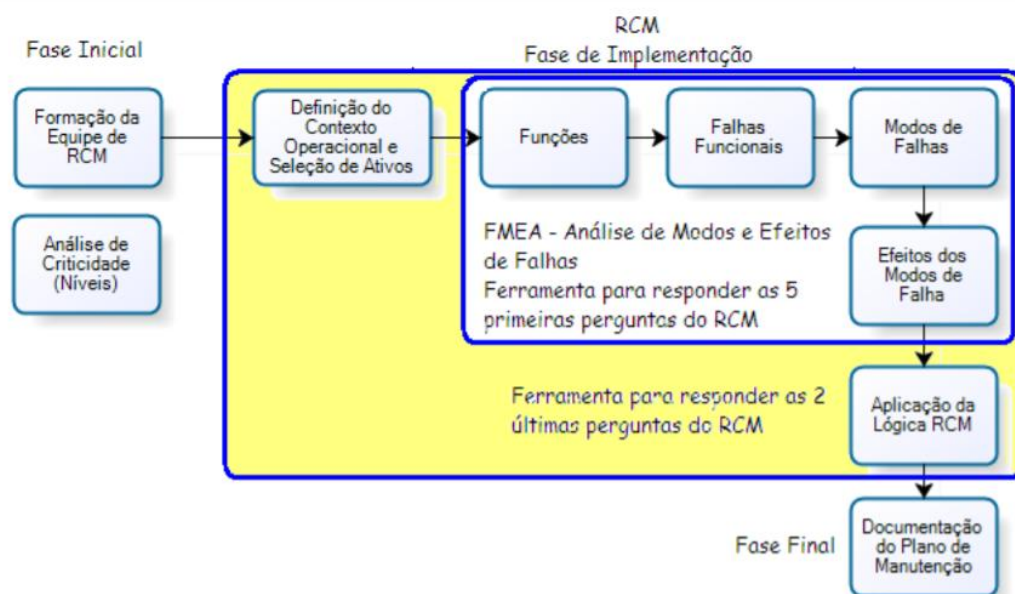 RCM
Fase de Implementação
Fase Inicial
Formação da
Equipe de
RCM
Definição do
Contexto
Operacional e
Seleção de Ativos
Funções
Falhas
Funcionais
Modos de
Falhas
Análise de
Criticidade
(Níveis)
FMEA - Análise de Modos e Efeitos
de Falhas
Ferramenta para responder as 5
primeiras perguntas do RCM
Efeitos dos
Modos de
Falha
Ferramenta para responder as 2
últimas perguntas do RCM
Aplicação da
Lógica RCM
Fase Final
Documentação
do Plano de
Manutenção